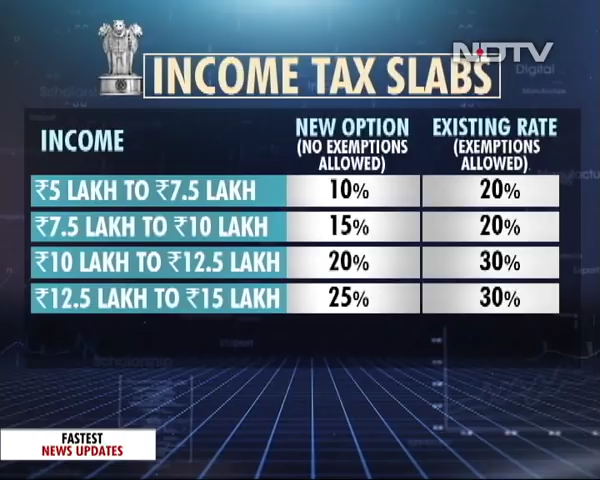 NDTV
INCOME TAX SLABS
Digital
INCOME
NEW OPTION
(NO EXEMPTIONS
ALLOWED)
EXISTING RATE
(EXEMPTIONS
ALLOWED)
₹5 LAKH TO ₹7.5 LAKH 10% 20%
₹7.5 LAKH TO ₹10 LAKH 15% 20%
₹10 LAKH TO ₹12.5 LAKH 20% 30%
₹12.5 LAKH TO ₹15 LAKH 25% 30%
Scholarship
FASTEST
NEWS UPDATES